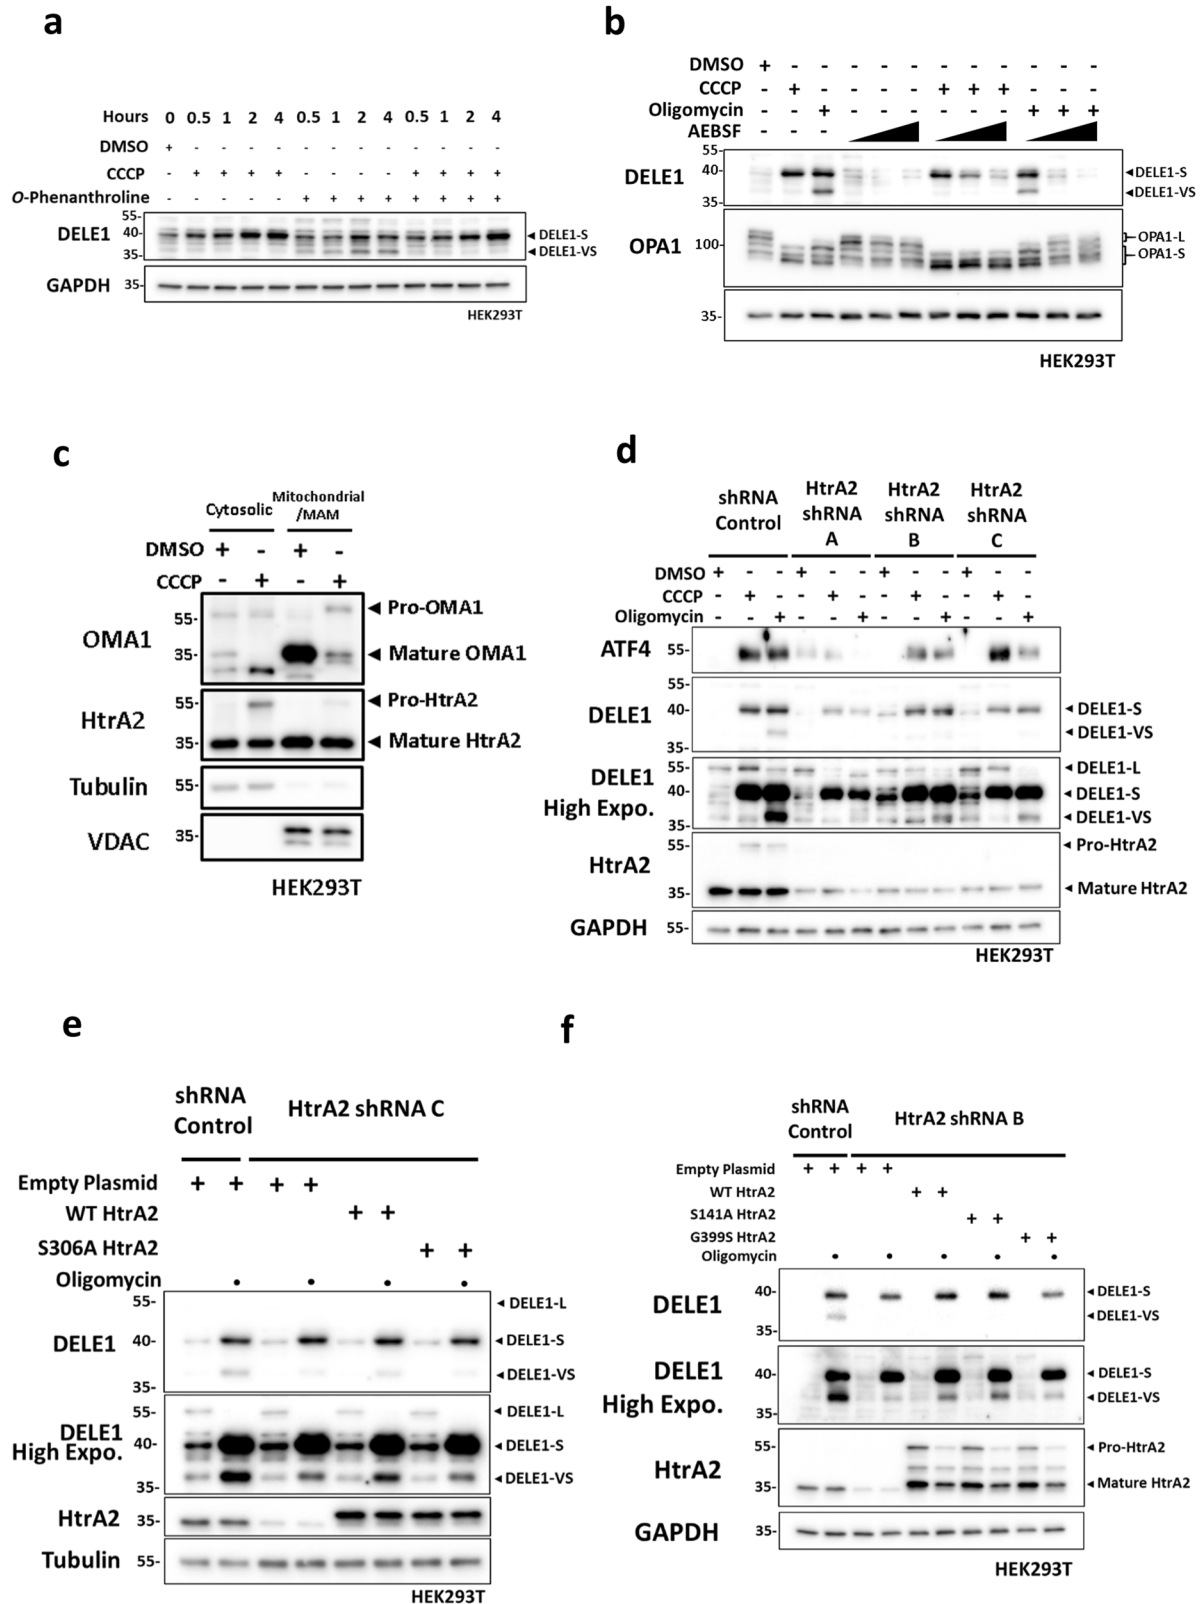 a
Hours 0 0.5 1 2 4 0.5 1 2 4 0.5 1 2 4
DMSO + - - - - - - - - - - - -
CCCP - + + + + - - - - + + + +
O-Phenanthroline - - - - - + + + + + + + +
55-
DELE1 40- DELE1-S
35- DELE1-VS
GAPDH 35-
HEK293T
b
DMSO + - - - - - - - - - - -
CCCP - + - - - - + + + - - -
Oligomycin - - + - - - - - - + + +
AEBSF - - -
55-
DELE1 40- DELE1-S
35- DELE1-VS
OPA1 100- OPA1-L
OPA1-S
35-
HEK293T
c
Cytosolic Mitochondrial
/MAM
DMSO + - + -
CCCP - + - +
Pro-OMA1
55-
OMA1
35- Mature OMA1
55- Pro-HtrA2
HtrA2
35- Mature HtrA2
Tubulin 55-
35-
VDAC
HEK293T
d
shRNA
Control
HtrA2
shRNA
A
HtrA2
shRNA
B
HtrA2
shRNA
C
DMSO + - - + - - + - - + - -
CCCP - + - - + - - + - - + -
Oligomycin - - + - - + - - + - - +
ATF4 55-
55-
DELE1 40- DELE1-S
DELE1-VS
35-
55- DELE1-L
DELE1
High Expo.
40- DELE1-S
35- DELE1-VS
55- Pro-HtrA2
HtrA2
35- Mature HtrA2
GAPDH 55-
HEK293T
e
shRNA
Control
HtrA2 shRNA C
Empty Plasmid + + + +
WT HtrA2 + +
S306A HtrA2 + +
Oligomycin • • • •
55- DELE1-L
DELE1 40- DELE1-S
DELE1-VS
35-
55- DELE1-L
DELE1
High Expo.
40- DELE1-S
35- DELE1-VS
HtrA2 35-
Tubulin 55-
HEK293T
f
shRNA
Control
HtrA2 shRNA B
Empty Plasmid + + + +
WT HtrA2 + +
S141A HtrA2 + +
G399S HtrA2 + +
Oligomycin • • • • •
40- DELE1-S
DELE1
DELE1-VS
35-
DELE1
High Expo.
40- DELE1-S
DELE1-VS
35-
55- Pro-HtrA2
HtrA2
35- Mature HtrA2
GAPDH 35-
HEK293T